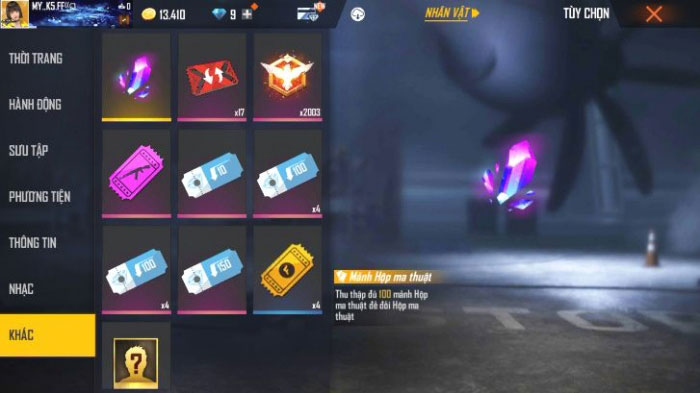 MY_K5.FF
0
13.410
9
NHÂN VẬT
TÙY CHỌN
THỜI TRANG
HÀNH ĐỘNG
SƯU TẬP
PHƯƠNG TIỆN
THÔNG TIN
NHẠC
KHÁC
x17
x2003
10
100
x4
100
x4
150
x4
?
Mảnh Hộp ma thuật
Thu thập đủ 100 mảnh Hộp
ma thuật để đổi Hộp ma
thuật